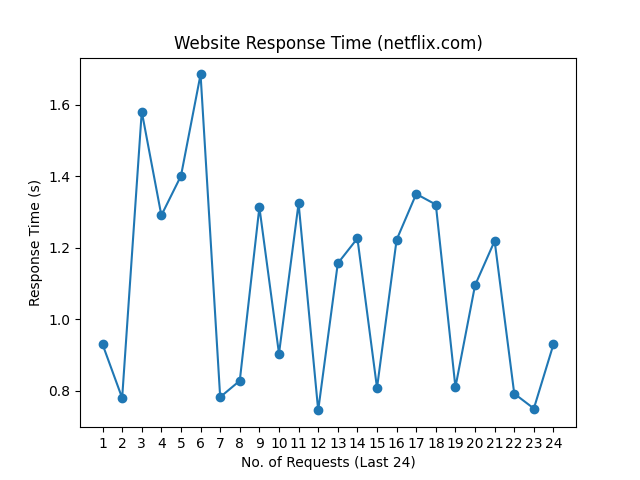 Website Response Time (netflix.com)
Response Time (s)
1.6
1.4
1.2
1.0
0.8
1 2 3 4 5 6 7 8 9 10 11 12 13 14 15 16 17 18 19 20 21 22 23 24
No. of Requests (Last 24)